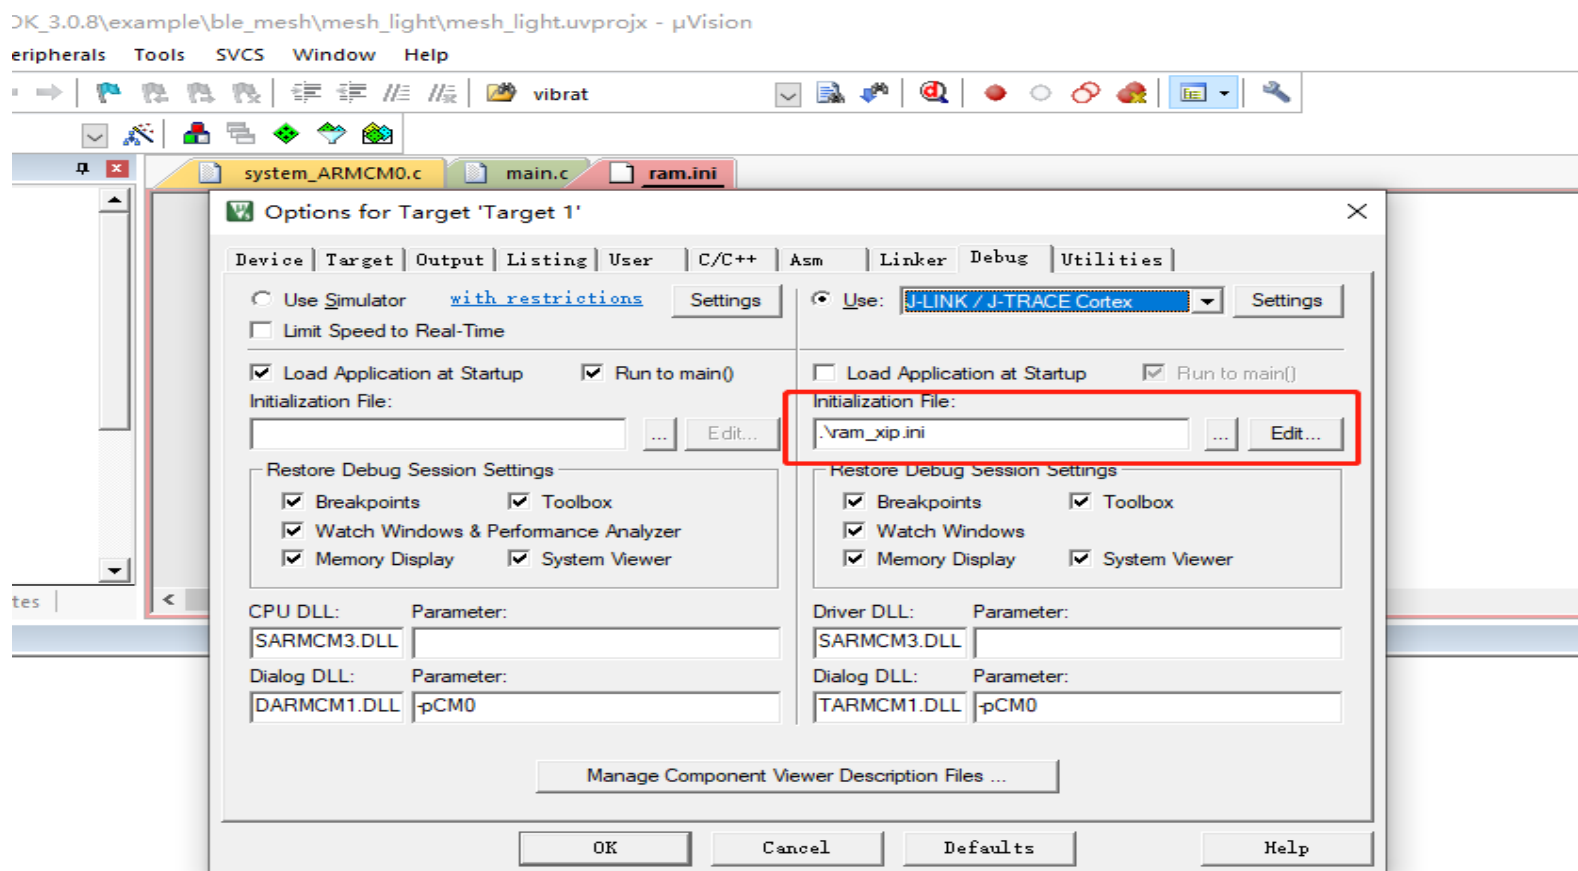 OK_3.0.8\example\ble_mesh\mesh_light\mesh_light.uvprojx - µVision
eripherals Tools SVCS Window Help
vibrat
system_ARMCM0.c main.c ram.ini
Options for Target 'Target 1'
Device Target Output Listing User C/C++ Asm Linker Debug Utilities
Use Simulator with restrictions Settings Use: J-LINK / J-TRACE Cortex Settings
Limit Speed to Real-Time
Load Application at Startup Run to main() Load Application at Startup Run to main()
Initialization File: Initialization File:
... Edit... .\ram_xip.ini ... Edit...
Restore Debug Session Settings Restore Debug Session Settings
Breakpoints Toolbox Breakpoints Toolbox
Watch Windows & Performance Analyzer Watch Windows
Memory Display System Viewer Memory Display System Viewer
tes
CPU DLL: Parameter: Driver DLL: Parameter:
SARMCM3.DLL SARMCM3.DLL
Dialog DLL: Parameter: Dialog DLL: Parameter:
DARMCM1.DLL -pCM0 TARMCM1.DLL -pCM0
Manage Component Viewer Description Files ...
OK Cancel Defaults Help